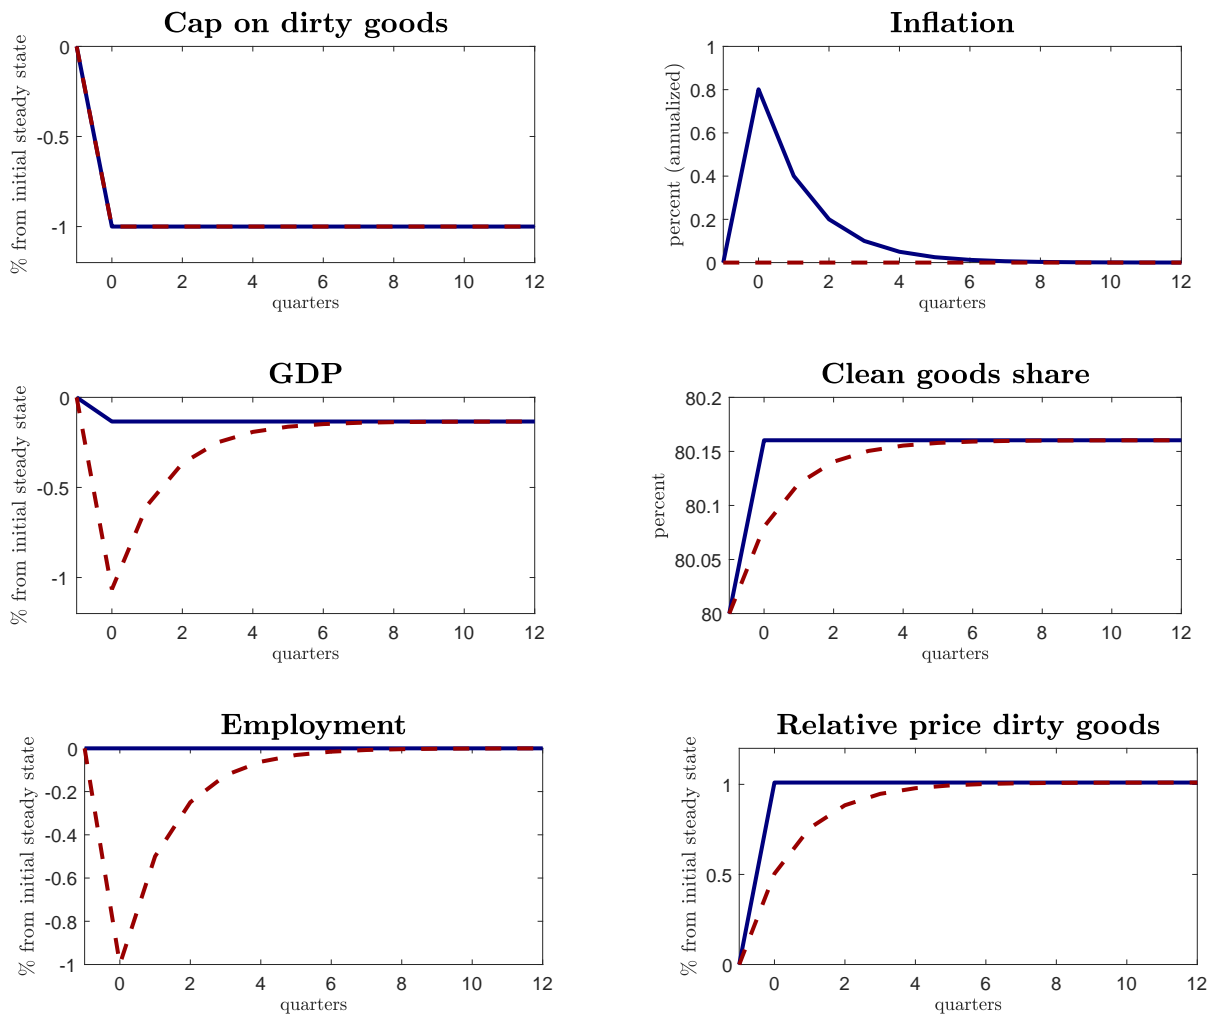 Cap on dirty goods
% from initial steady state
0
-0.5
-1
0 2 4 6 8 10 12
quarters
Inflation
percent (annualized)
1
0.8
0.6
0.4
0.2
0
0 2 4 6 8 10 12
quarters
GDP
% from initial steady state
0
-0.5
-1
0 2 4 6 8 10 12
quarters
Clean goods share
percent
80.2
80.15
80.1
80.05
80
0 2 4 6 8 10 12
quarters
Employment
% from initial steady state
0
-0.2
-0.4
-0.6
-0.8
-1
0 2 4 6 8 10 12
quarters
Relative price dirty goods
% from initial steady state
1
0.5
0
0 2 4 6 8 10 12
quarters